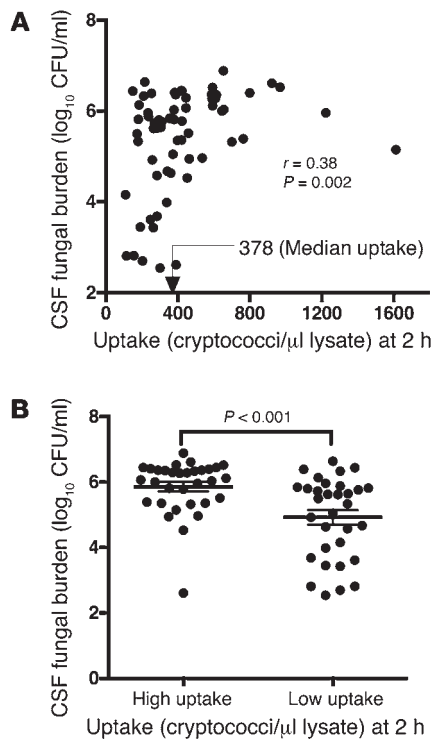 A
CSF fungal burden (log10 CFU/ml)
8
6
4
2
r = 0.38
P = 0.002
378 (Median uptake)
0 400 800 1200 1600
Uptake (cryptococci/μl lysate) at 2 h
B
CSF fungal burden (log10 CFU/ml)
8
6
4
2
0
P < 0.001
High uptake Low uptake
Uptake (cryptococci/μl lysate) at 2 h